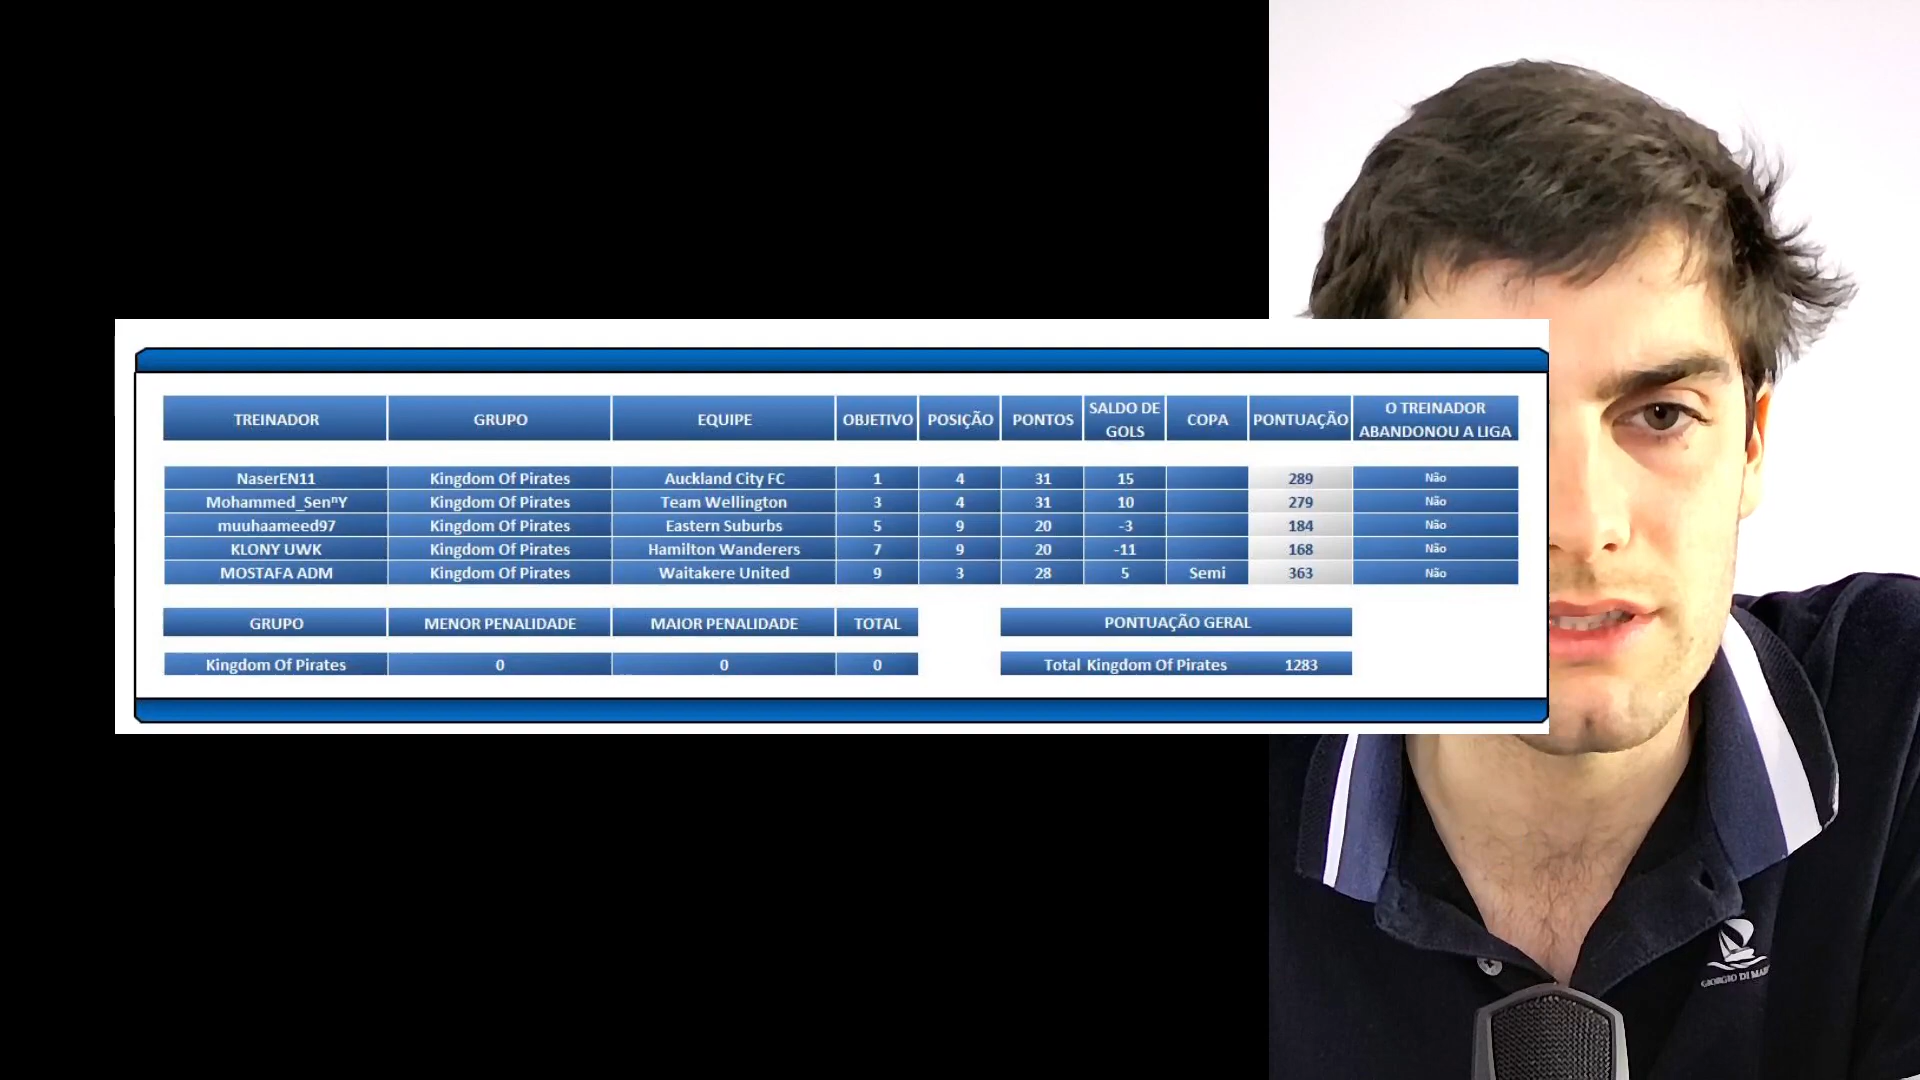 TREINADOR GRUPO EQUIPE OBJETIVO POSIÇÃO PONTOS SALDO DE GOLS COPA PONTUAÇÃO O TREINADOR ABANDONOU A LIGA
NaserEN11 Kingdom Of Pirates Auckland City FC 1 4 31 15 289 Não
Mohammed_SenⁿY Kingdom Of Pirates Team Wellington 3 4 31 10 279 Não
muuhaameed97 Kingdom Of Pirates Eastern Suburbs 5 9 20 -3 184 Não
KLONY UWK Kingdom Of Pirates Hamilton Wanderers 7 9 20 -11 168 Não
MOSTAFA ADM Kingdom Of Pirates Waitakere United 9 3 28 5 Semi 363 Não
GRUPO MENOR PENALIDADE MAIOR PENALIDADE TOTAL PONTUAÇÃO GERAL
Kingdom Of Pirates 0 0 0 Total Kingdom Of Pirates 1283